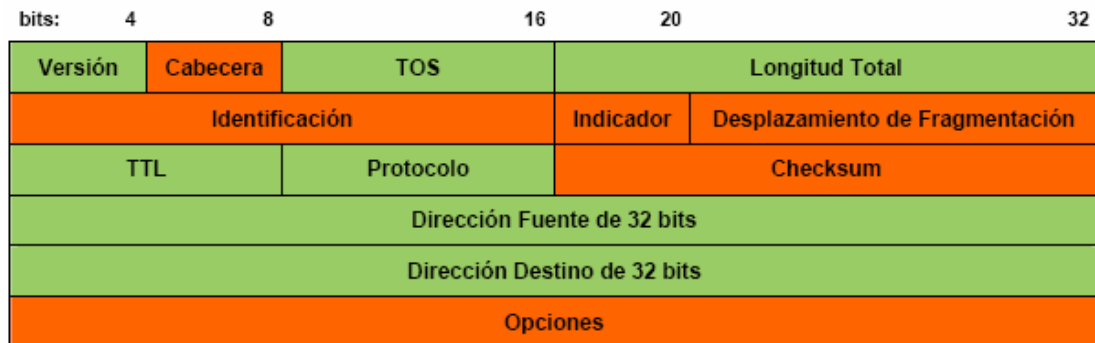 bits: 4 8 16 20 32
Versión Cabecera TOS Longitud Total
Identificación Indicador Desplazamiento de Fragmentación
TTL Protocolo Checksum
Dirección Fuente de 32 bits
Dirección Destino de 32 bits
Opciones